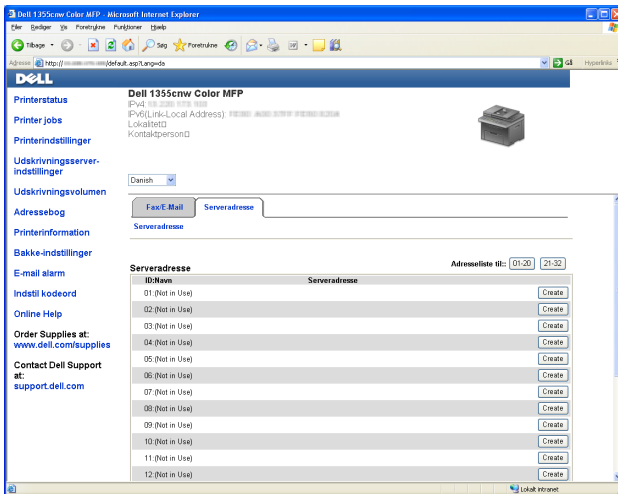 Dell 1355cnw Color MFP - Microsoft Internet Explorer
Filer Rediger Vis Foretrukne Funktioner Hjælp
Tilbage Søg Foretrukne
Adresse http:// /default.asp?Lang=da Gå Hyperlinks
DELL
Printerstatus
Printer jobs
Printerindstillinger
Udskrivningsserver-
indstillinger
Udskrivningsvolumen
Adressebog
Printerinformation
Bakke-indstillinger
E-mail alarm
Indstil kodeord
Online Help
Order Supplies at:
www.dell.com/supplies
Contact Dell Support
at:
support.dell.com
Dell 1355cnw Color MFP
IPv4:
IPv6(Link-Local Address):
Lokalitet□
Kontaktperson□
Danish
Fax/E-Mail Serveradresse
Serveradresse
Serveradresse Adresseliste til:: 01-20 21-32
ID:Navn Serveradresse
01:(Not in Use) Create
02:(Not in Use) Create
03:(Not in Use) Create
04:(Not in Use) Create
05:(Not in Use) Create
06:(Not in Use) Create
07:(Not in Use) Create
08:(Not in Use) Create
09:(Not in Use) Create
10:(Not in Use) Create
11:(Not in Use) Create
12:(Not in Use) Create
Lokalt intranet